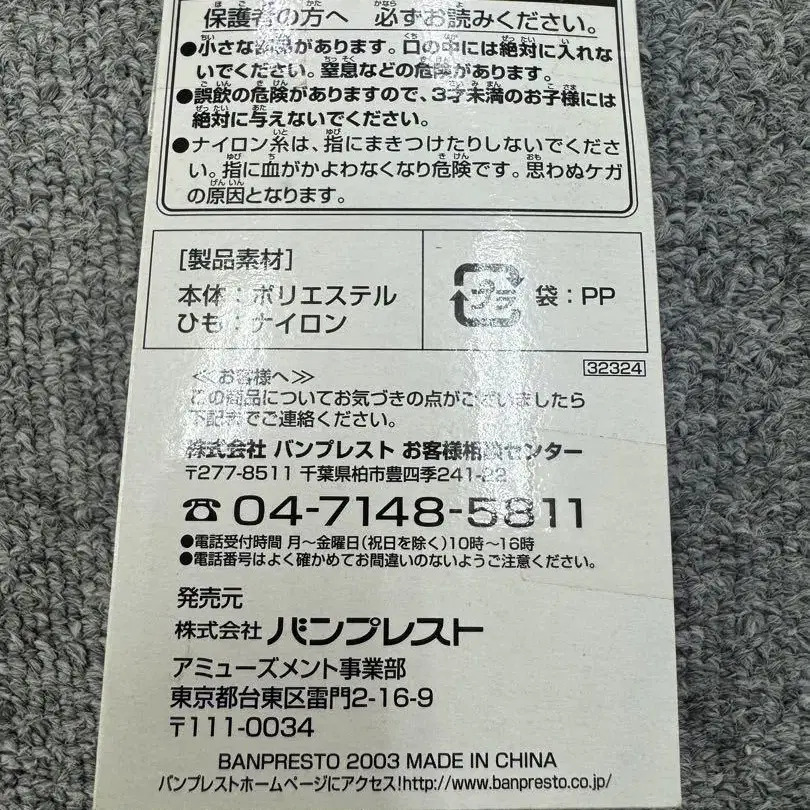 保護者の方へ 必ずお読みください。
●小さな部品があります。口の中には絶対に入れな
いでください。窒息などの危険があります。
●誤飲の危険がありますので、3才未満のお子様には
絶対に与えないでください。
●ナイロン糸は、指にまきつけたりしないでくださ
い。指に血がかよわなくなり危険です。思わぬケガ
の原因となります。
[製品素材]
本体:ポリエステル
ひも:ナイロン
プラ
袋:PP
32324
≪お客様へ≫
この商品についてお気づきの点がございましたら
下記までご連絡ください。
株式会社 バンプレスト お客様相談センター
〒277-8511 千葉県柏市豊四季241-22
☎ 04-7148-5811
●電話受付時間 月〜金曜日(祝日を除く)10時〜16時
●電話番号はよく確かめてお間違いのないようご注意ください。
発売元
株式会社 バンプレスト
アミューズメント事業部
東京都台東区雷門2-16-9
〒111-0034
BANPRESTO 2003 MADE IN CHINA
バンプレストホームページにアクセス!http://www.banpresto.co.jp/